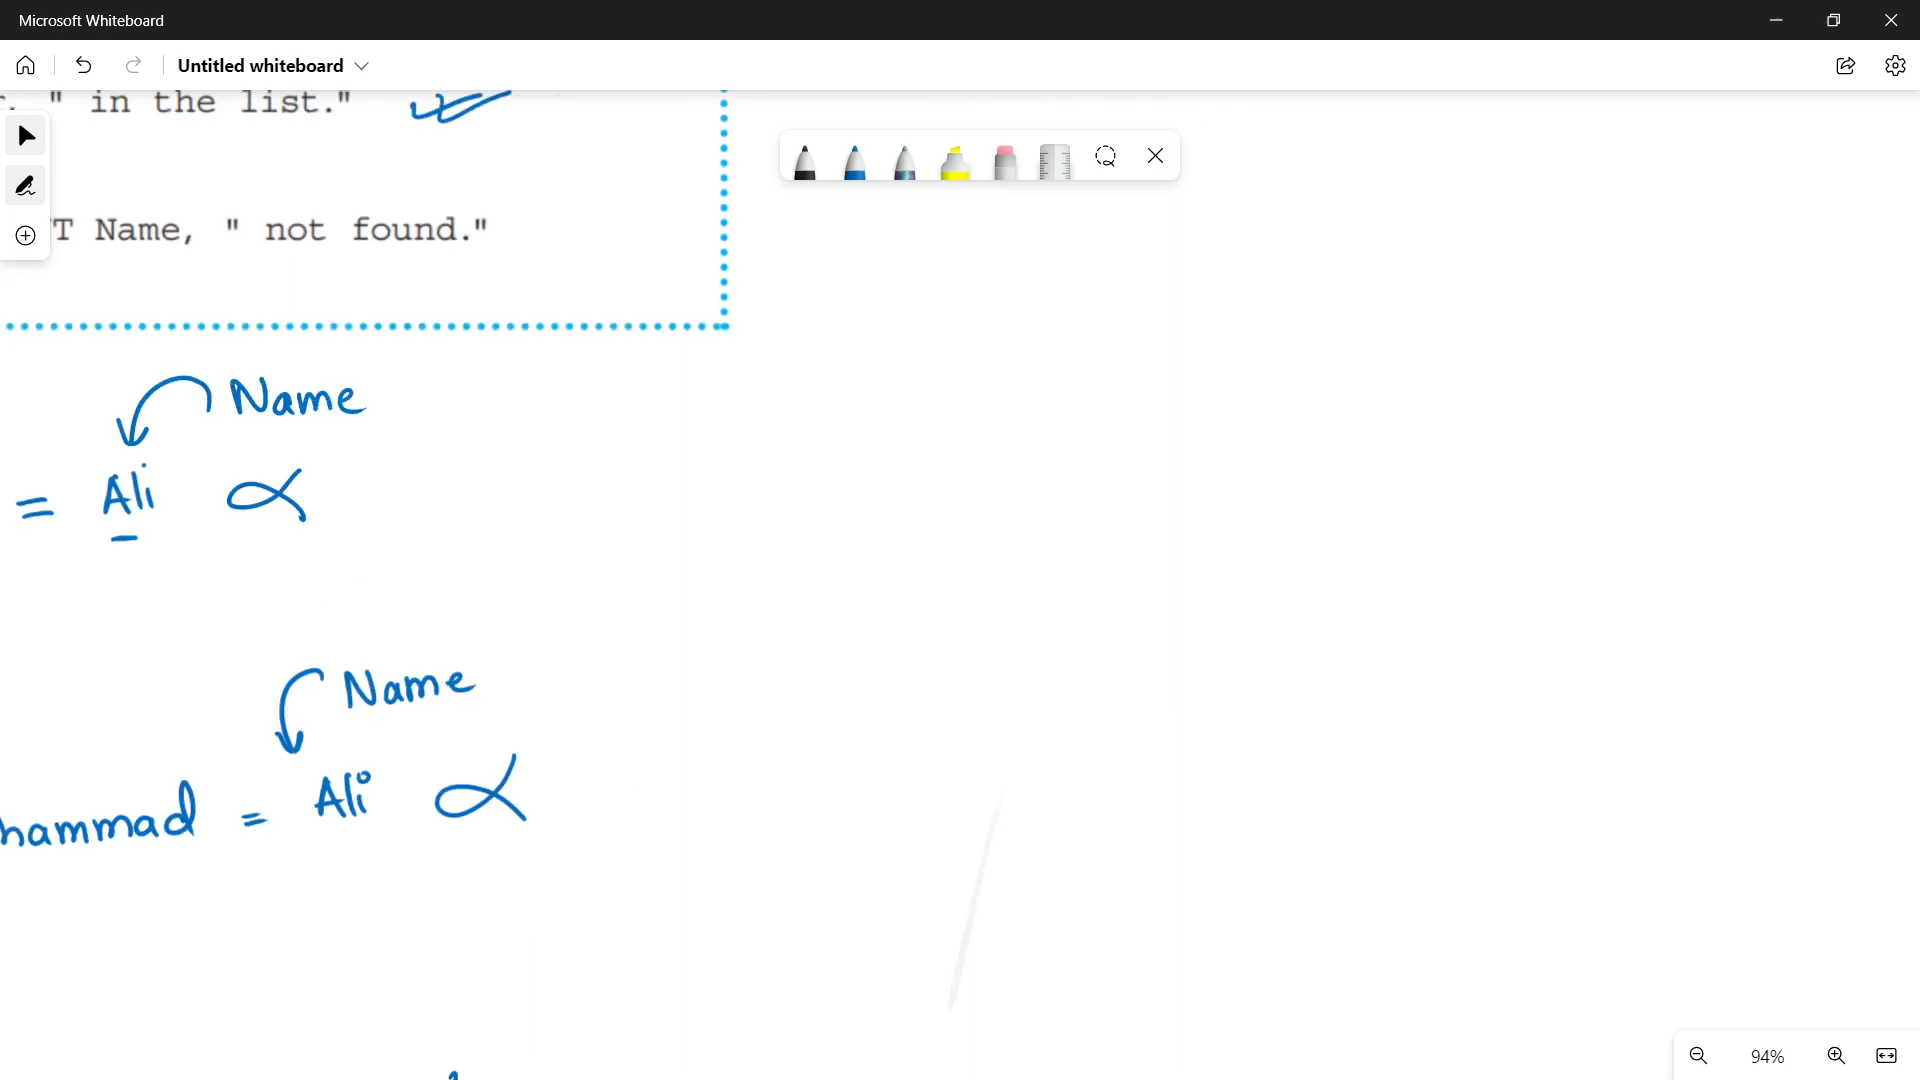 Microsoft Whiteboard
Untitled whiteboard
" in the list."
T Name, " not found."
Name
= Ali
Name
hammad = Ali
94%